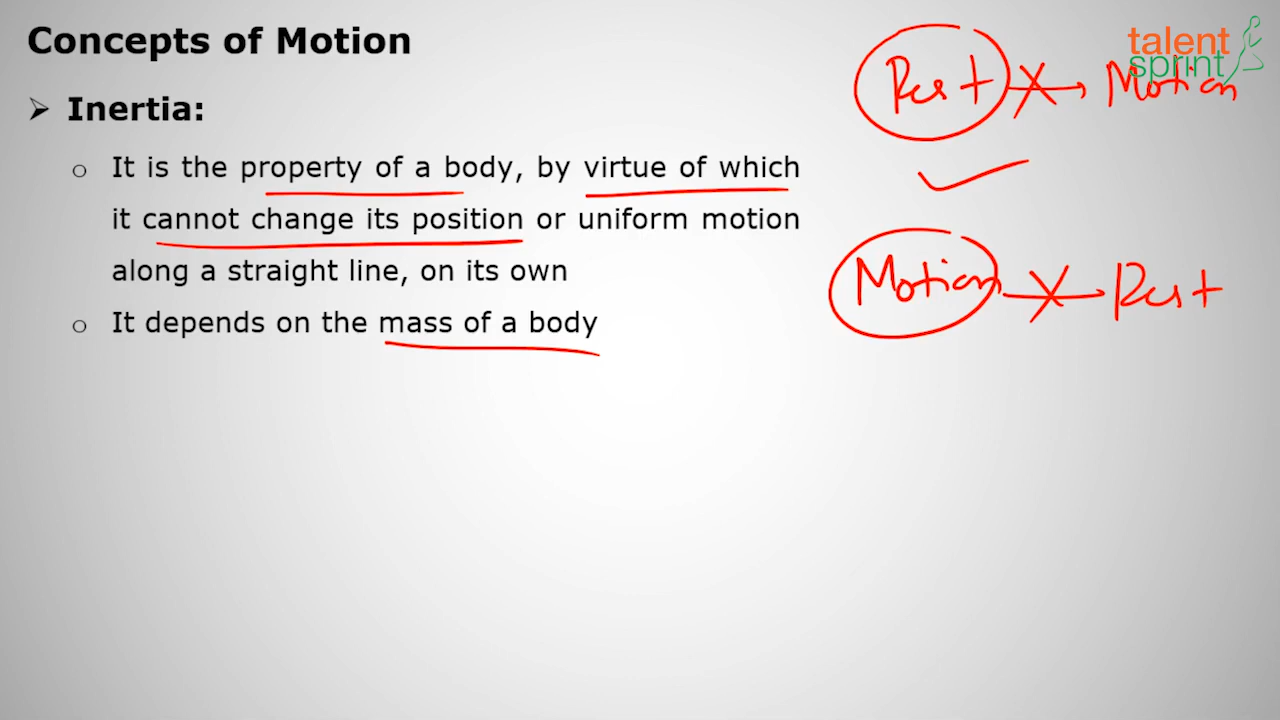 Concepts of Motion
talent
sprint
➢ Inertia:
Rest → Motion
o It is the property of a body, by virtue of which
it cannot change its position or uniform motion
along a straight line, on its own
Motion → Rest
o It depends on the mass of a body